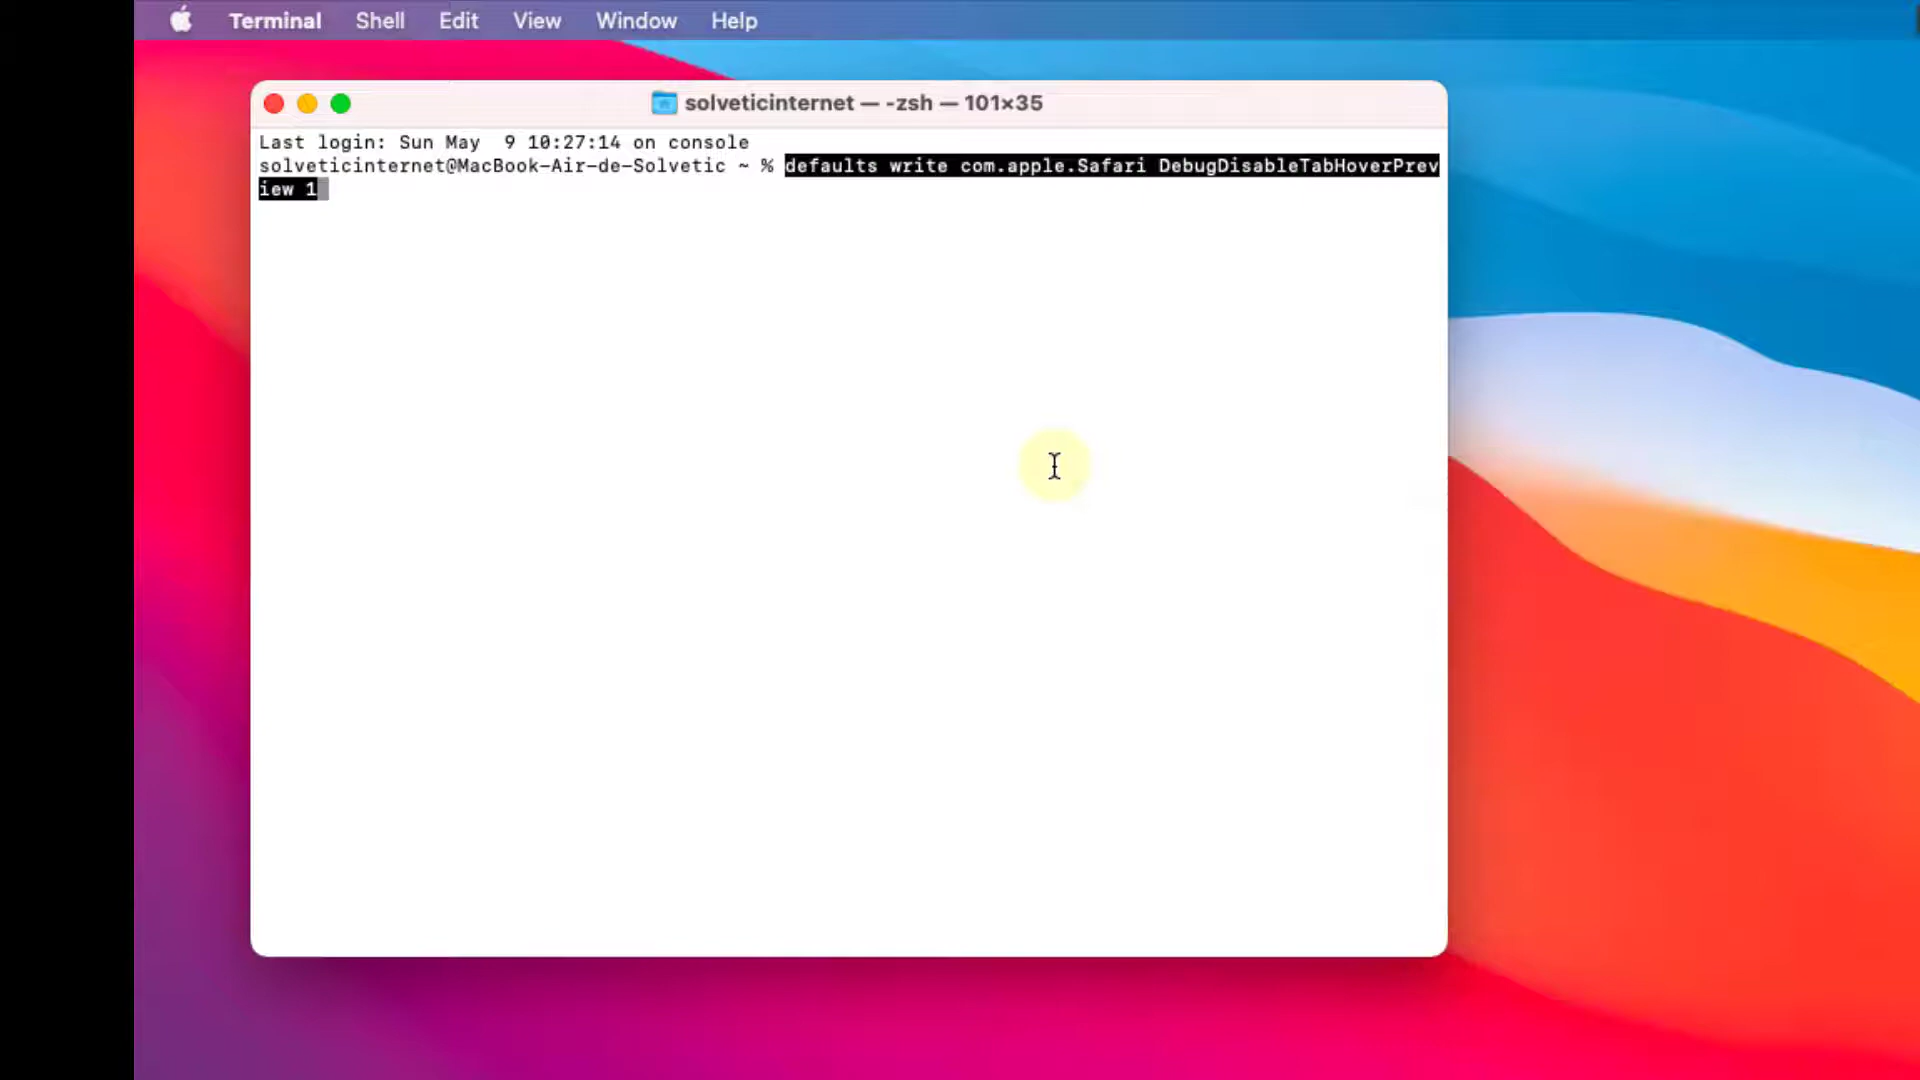 Terminal Shell Edit View Window Help
solveticinternet — -zsh — 101×35
Last login: Sun May  9 10:27:14 on console
solveticinternet@MacBook-Air-de-Solvetic ~ % defaults write com.apple.Safari DebugDisableTabHoverPrev
iew 1